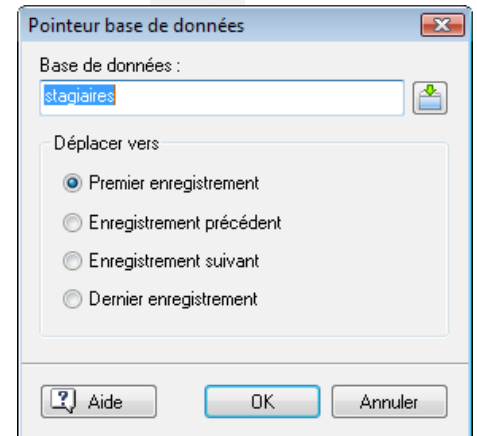 Pointeur base de données
Base de données :
stagiaires
Déplacer vers
Premier enregistrement
Enregistrement précédent
Enregistrement suivant
Dernier enregistrement
Aide OK Annuler